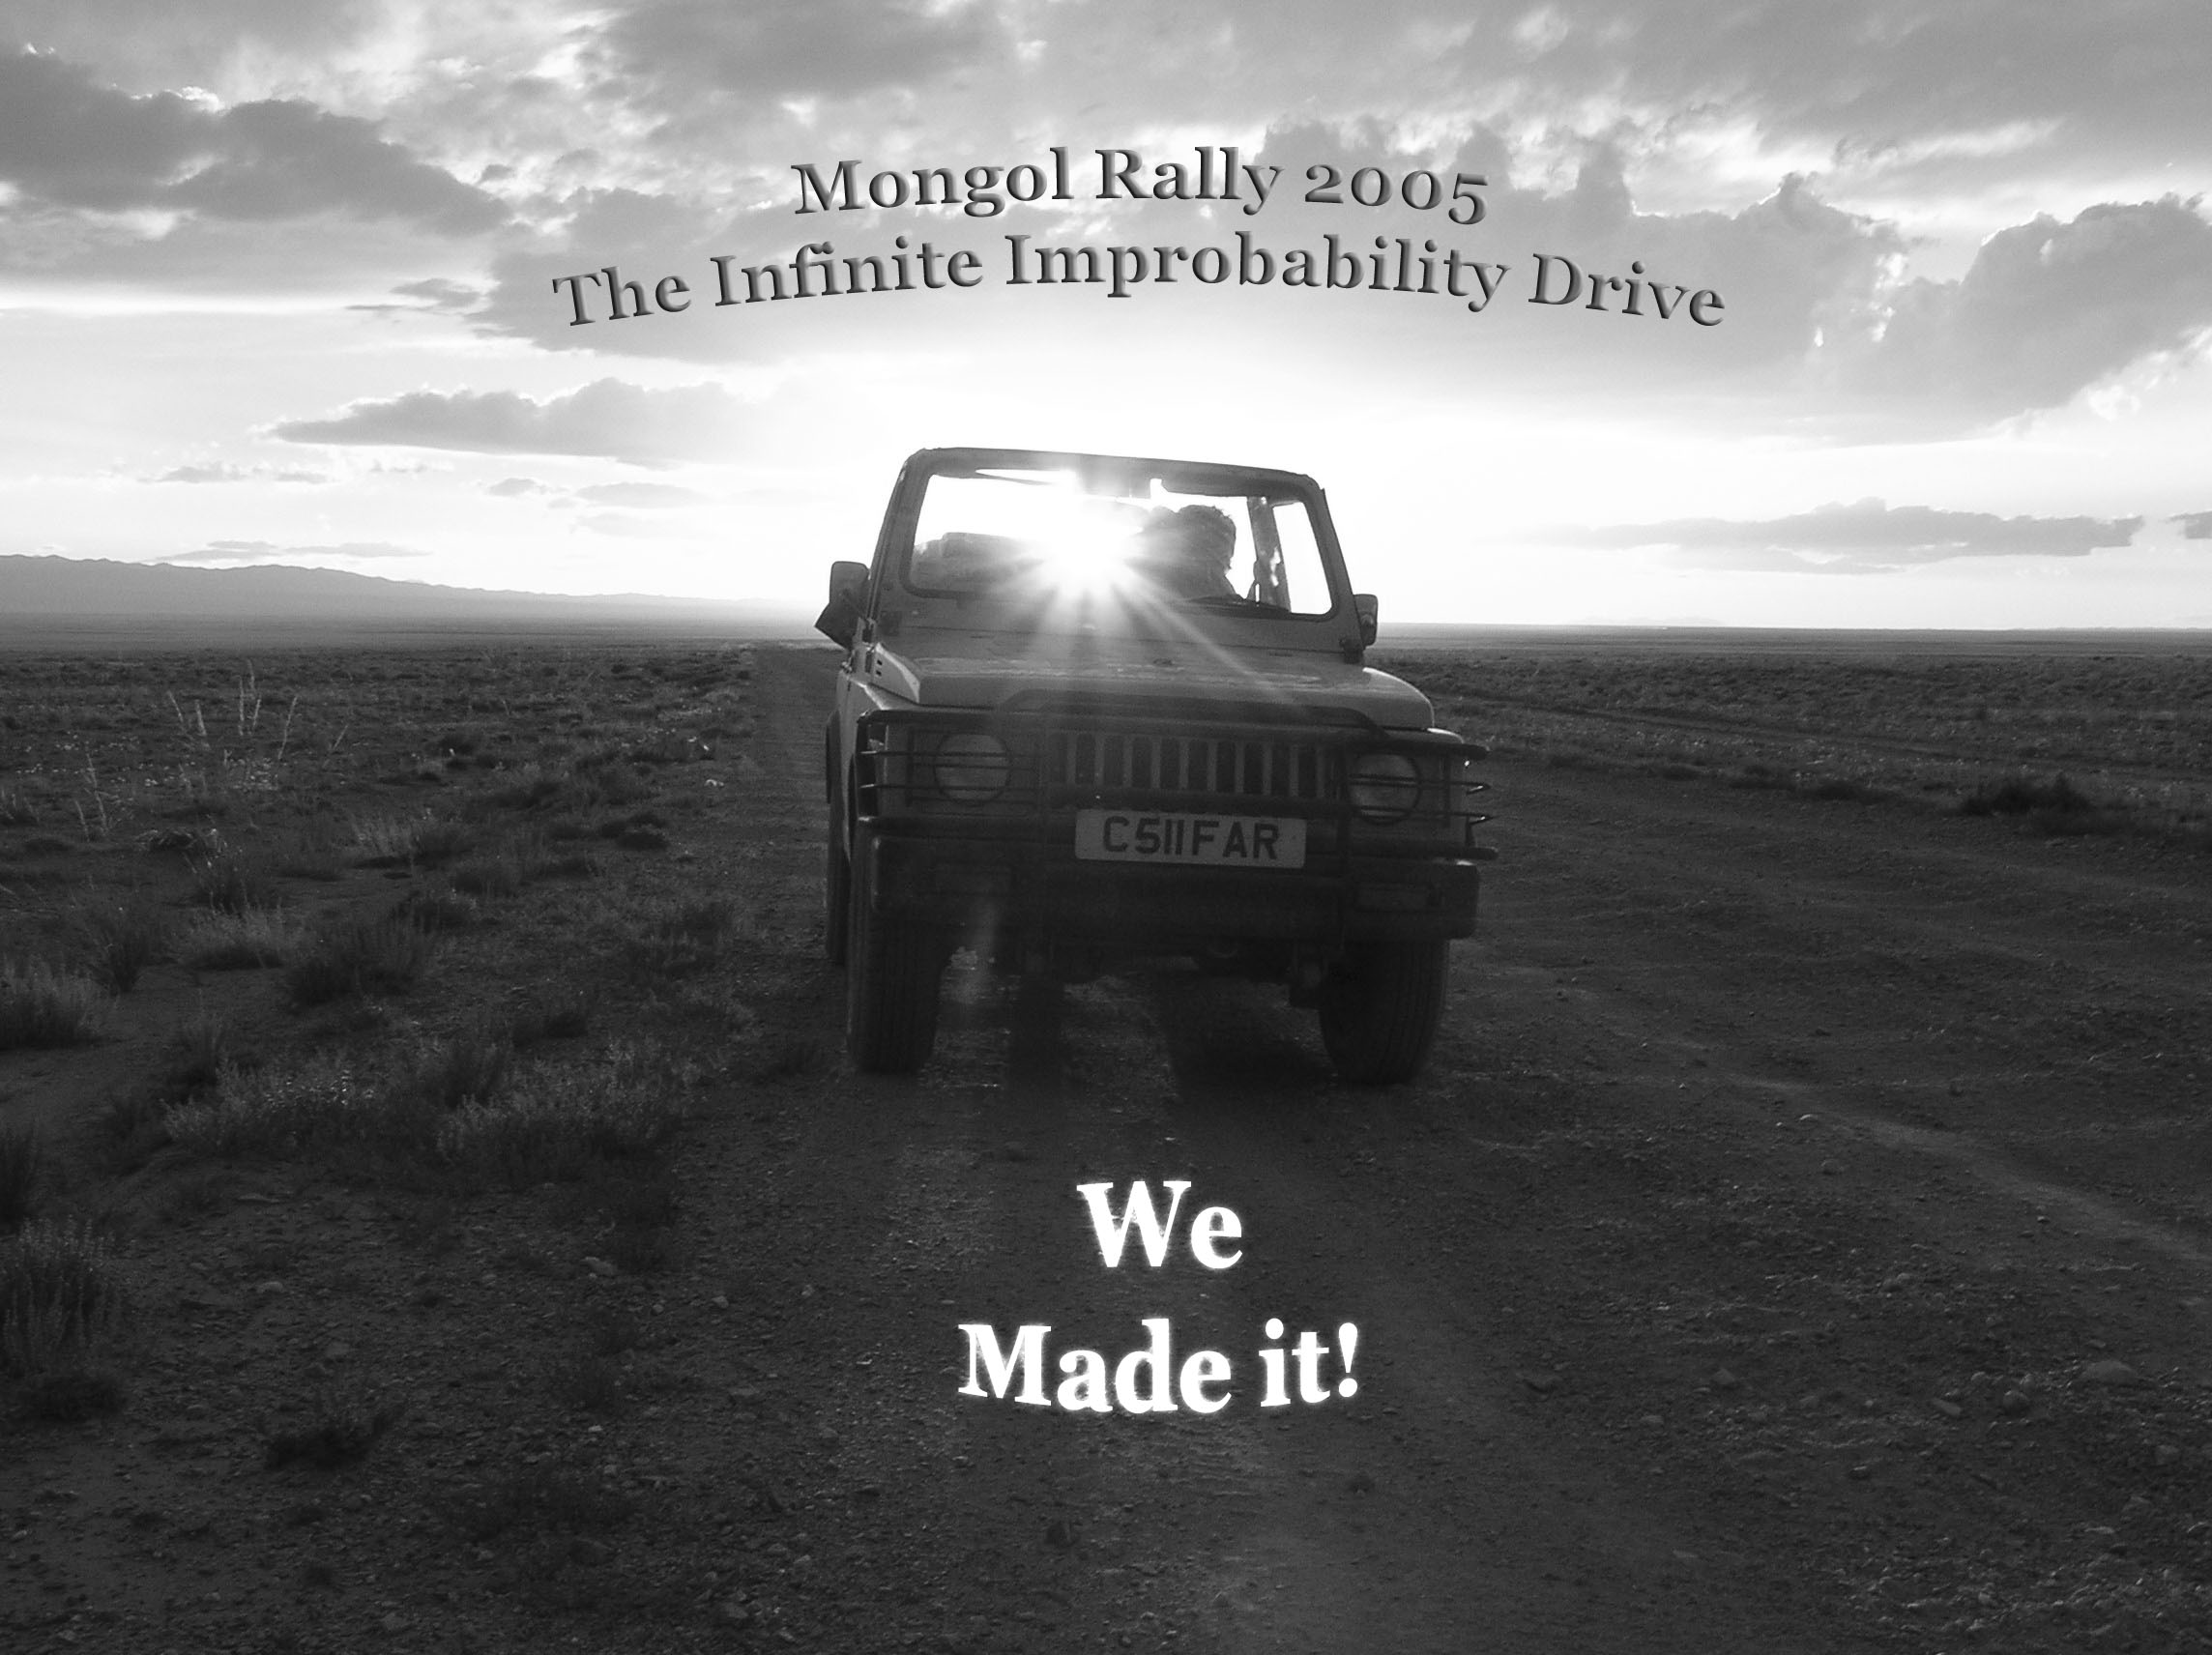 Mongol Rally 2005
The Infinite Improbability Drive
C511FAR
We
Made it!